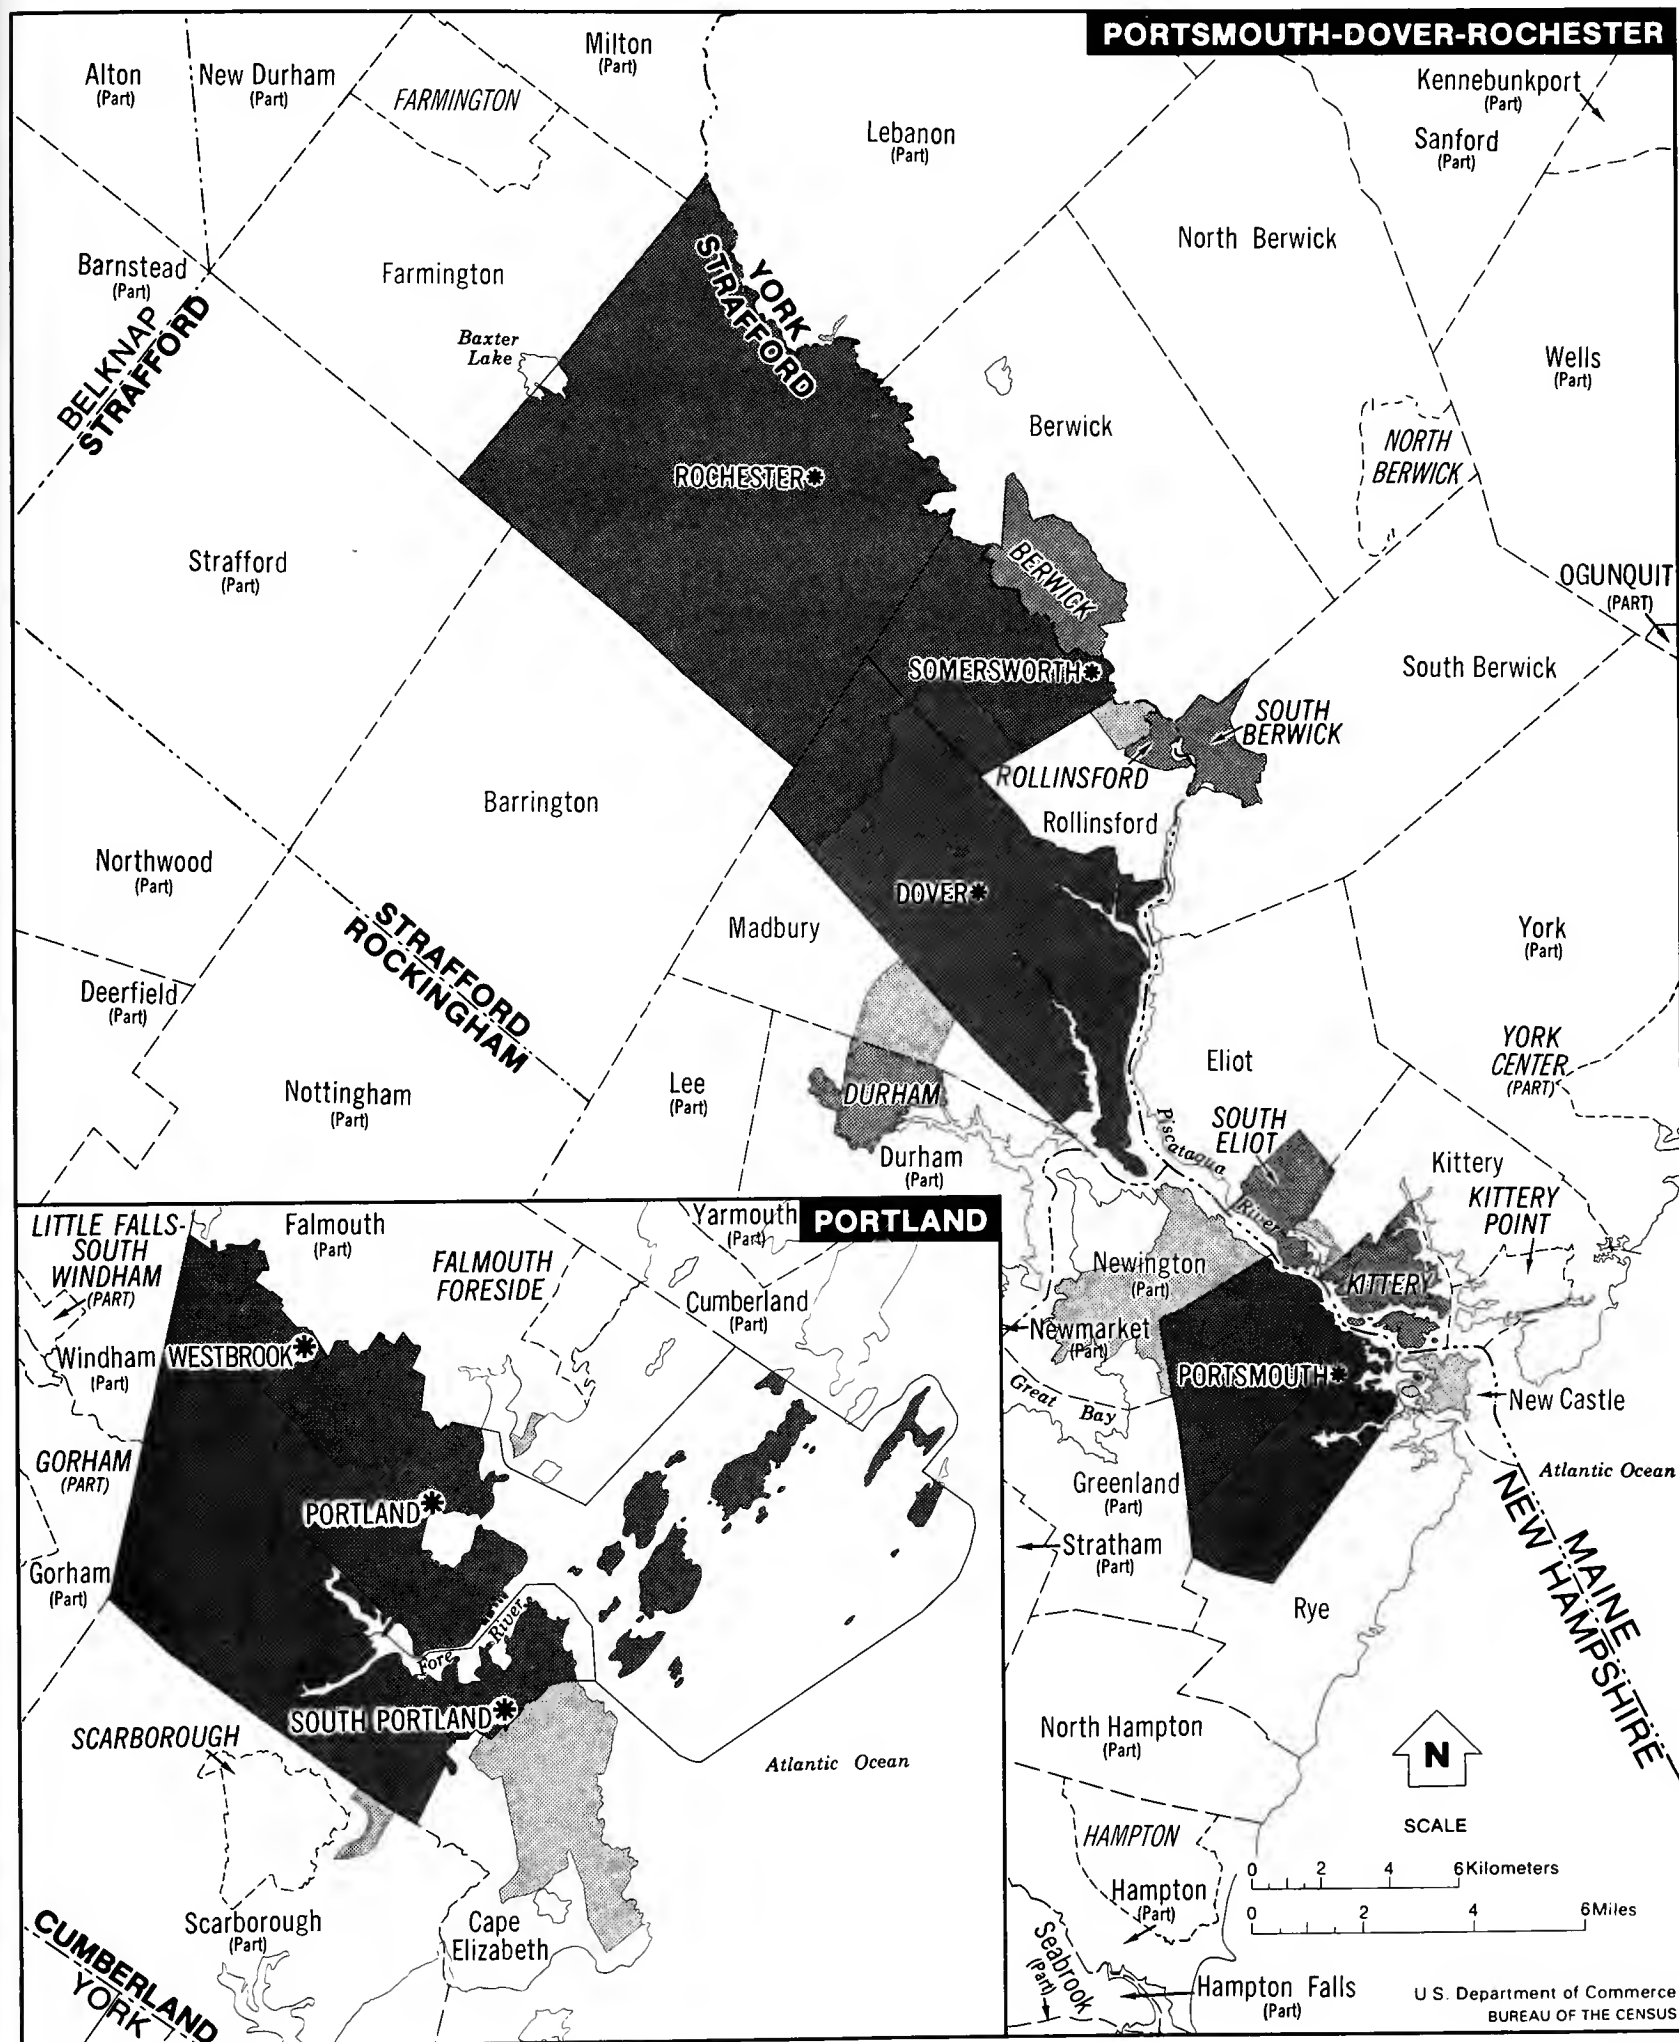 PORTSMOUTH-DOVER-ROCHESTER
Milton
(Part)
Alton
(Part)
New Durham
(Part)
FARMINGTON
Kennebunkport
(Part)
Lebanon
(Part)
Sanford
(Part)
North Berwick
Barnstead
(Part)
Farmington
YORK
STRAFFORD
BELKNAP
STRAFFORD
Baxter
Lake
Wells
(Part)
Berwick
NORTH
BERWICK
ROCHESTER
Strafford
(Part)
BERWICK
OGUNQUIT
(PART)
SOMERSWORTH
South Berwick
SOUTH
BERWICK
ROLLINSFORD
Barrington
Rollinsford
Northwood
(Part)
DOVER
STRAFFORD
ROCKINGHAM
Madbury
York
(Part)
Deerfield
(Part)
YORK
CENTER
(PART)
Eliot
Nottingham
(Part)
Lee
(Part)
DURHAM
Piscataqua
River
SOUTH
ELIOT
Durham
(Part)
Kittery
KITTERY
POINT
Newington
(Part)
KITTERY
Newmarket
(Part)
PORTSMOUTH
Great Bay
New Castle
Greenland
(Part)
Atlantic Ocean
MAINE
NEW HAMPSHIRE
Stratham
(Part)
Rye
North Hampton
(Part)
N
SCALE
0 2 4 6 Kilometers
0 2 4 6 Miles
HAMPTON
Hampton
(Part)
Seabrook
(Part)
Hampton Falls
(Part)
U.S. Department of Commerce
BUREAU OF THE CENSUS
PORTLAND
LITTLE FALLS-
SOUTH
WINDHAM
(PART)
Falmouth
(Part)
Yarmouth
(Part)
FALMOUTH
FORESIDE
Cumberland
(Part)
Windham
(Part)
WESTBROOK
GORHAM
(PART)
PORTLAND
Gorham
(Part)
Fore River
SOUTH PORTLAND
SCARBOROUGH
Atlantic Ocean
Scarborough
(Part)
Cape
Elizabeth
CUMBERLAND
YORK